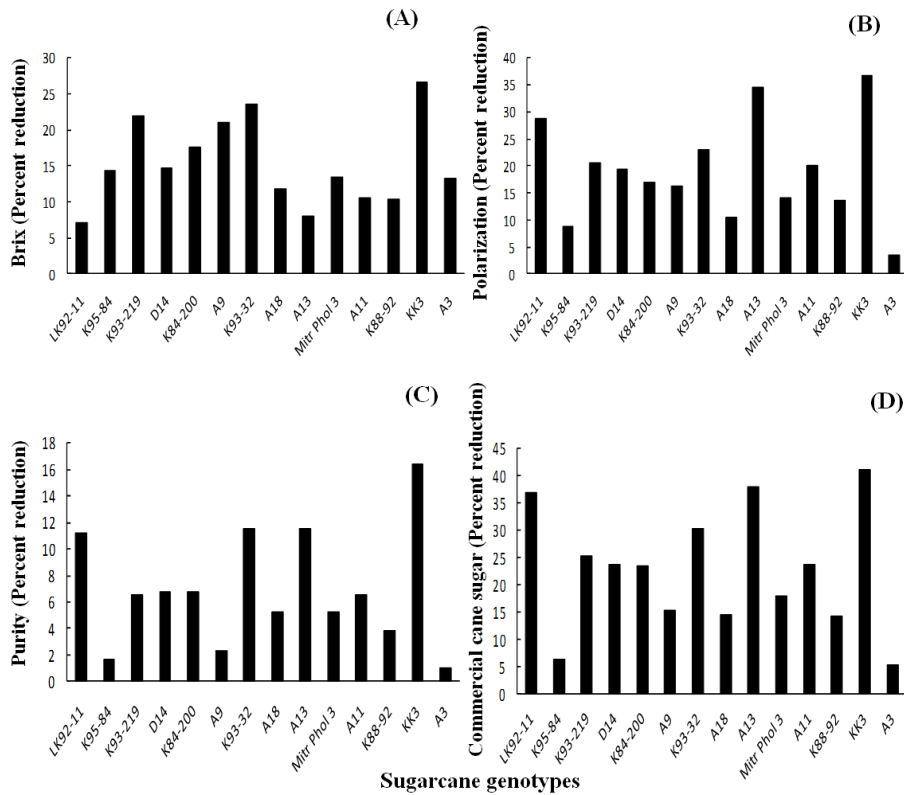 (A)
Brix (Percent reduction)
30
25
20
15
10
5
0
LK92-11
K95-84
K93-219
D14
K84-200
A9
K93-32
A18
A13
Mitr Phol 3
A11
K88-92
KK3
A3
(B)
Polarization (Percent reduction)
40
35
30
25
20
15
10
5
0
LK92-11
K95-84
K93-219
D14
K84-200
A9
K93-32
A18
A13
Mitr Phol 3
A11
K88-92
KK3
A3
(C)
Purity (Percent reduction)
18
16
14
12
10
8
6
4
2
0
LK92-11
K95-84
K93-219
D14
K84-200
A9
K93-32
A18
A13
Mitr Phol 3
A11
K88-92
KK3
A3
(D)
Commercial cane sugar (Percent reduction)
45
40
35
30
25
20
15
10
5
0
LK92-11
K95-84
K93-219
D14
K84-200
A9
K93-32
A18
A13
Mitr Phol 3
A11
K88-92
KK3
A3
Sugarcane genotypes